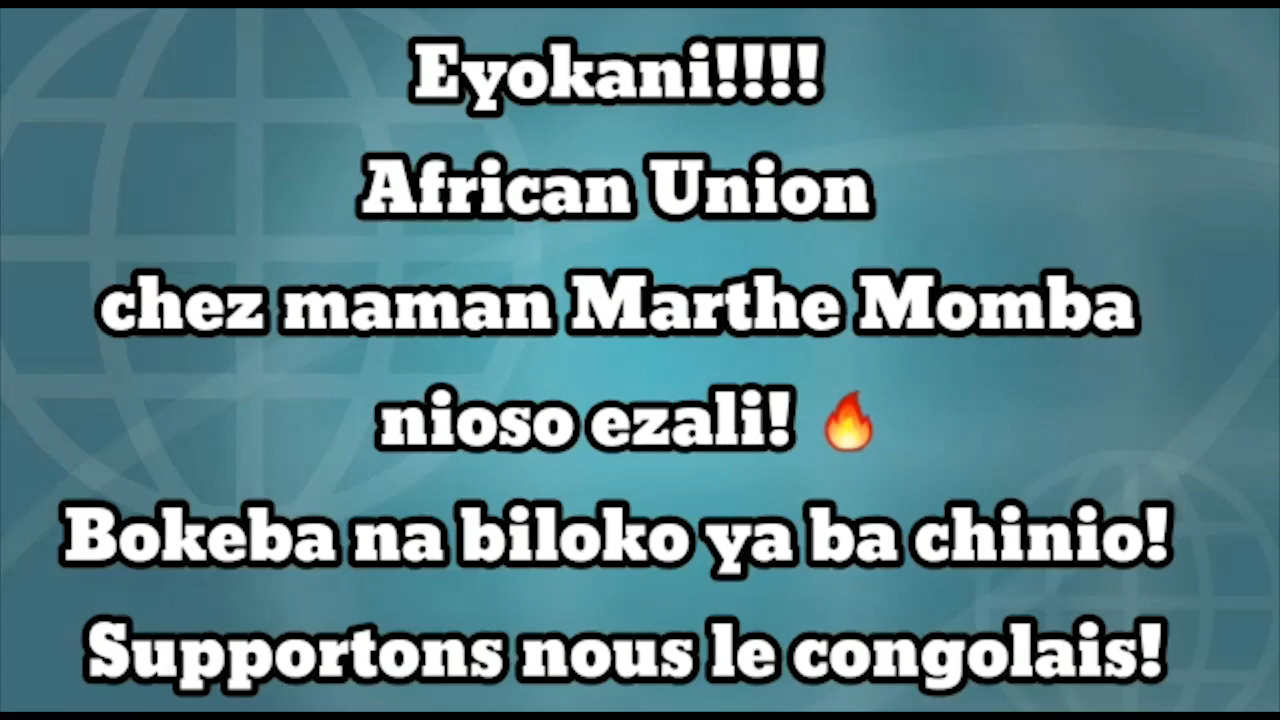 Eyokani!!!!
African Union
chez maman Marthe Momba
nioso ezali! 🔥
Bokeba na biloko ya ba chinio!
Supportons nous le congolais!